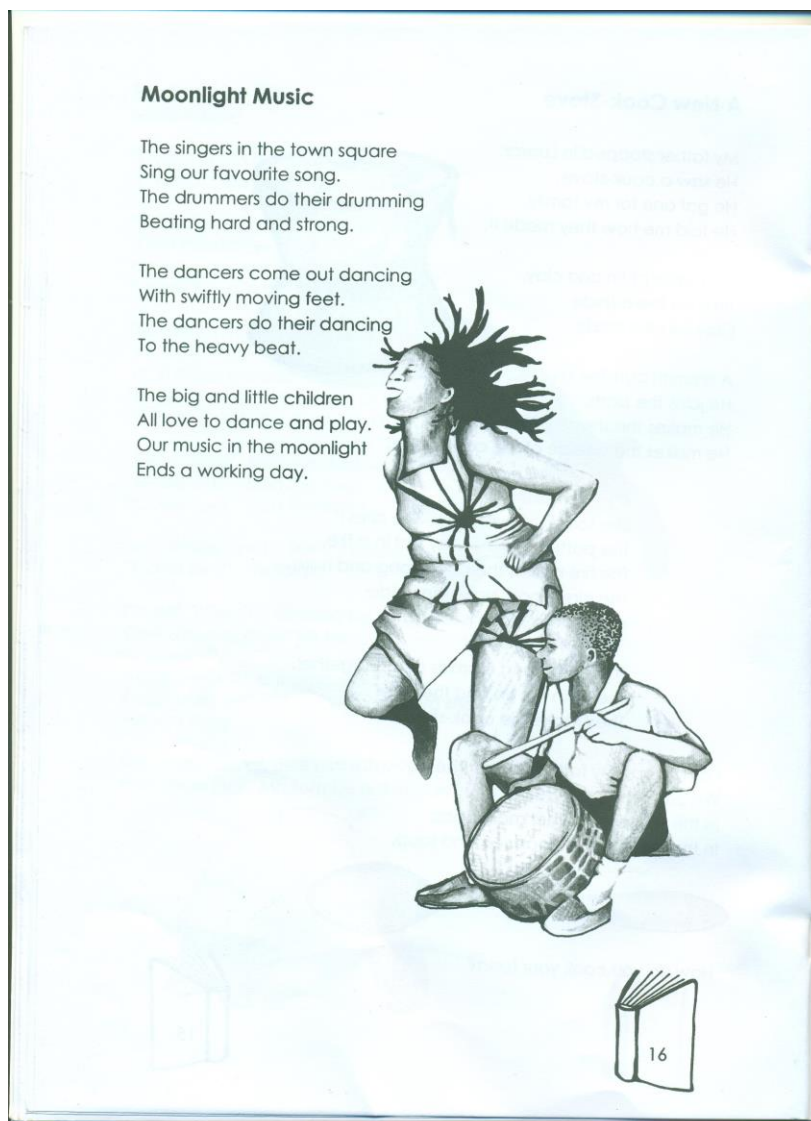 Moonlight Music
The singers in the town square
Sing our favourite song.
The drummers do their drumming
Beating hard and strong.
The dancers come out dancing
With swiftly moving feet.
The dancers do their dancing
To the heavy beat.
The big and little children
All love to dance and play.
Our music in the moonlight
Ends a working day.
16